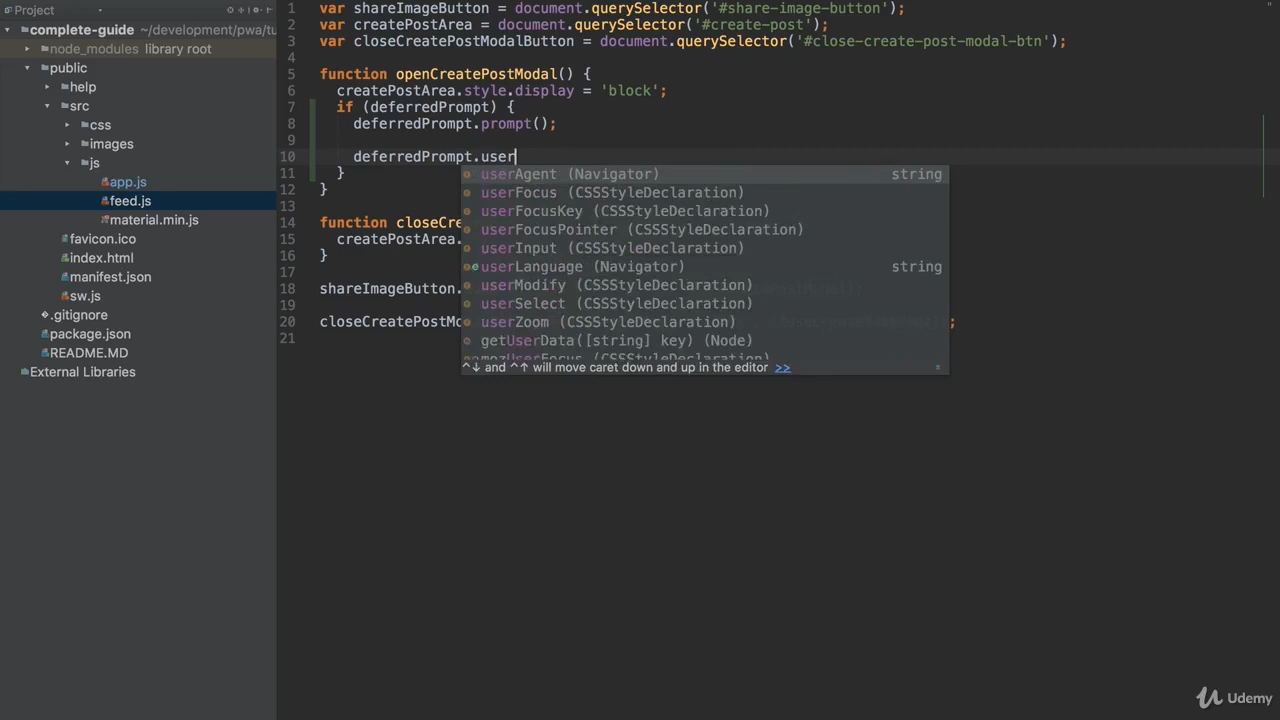 Project
complete-guide ~/development/pwa/tu
node_modules library root
public
help
src
css
images
js
app.js
feed.js
material.min.js
favicon.ico
index.html
manifest.json
sw.js
.gitignore
package.json
README.MD
External Libraries
1 var shareImageButton = document.querySelector('#share-image-button');
2 var createPostArea = document.querySelector('#create-post');
3 var closeCreatePostModalButton = document.querySelector('#close-create-post-modal-btn');
4
5 function openCreatePostModal() {
6 createPostArea.style.display = 'block';
7 if (deferredPrompt) {
8 deferredPrompt.prompt();
9
10 deferredPrompt.user
11 }
12 }
13
14 function closeCre
15 createPostArea.
16 }
17
18 shareImageButton.
19
20 closeCreatePostMo
21
userAgent (Navigator) string
userFocus (CSSStyleDeclaration)
userFocusKey (CSSStyleDeclaration)
userFocusPointer (CSSStyleDeclaration)
userInput (CSSStyleDeclaration)
userLanguage (Navigator) string
userModify (CSSStyleDeclaration)
userSelect (CSSStyleDeclaration)
userZoom (CSSStyleDeclaration)
getUserData([string] key) (Node)
mozUserFocus (CSSStyleDeclaration)
^↓ and ^↑ will move caret down and up in the editor >>
Udemy